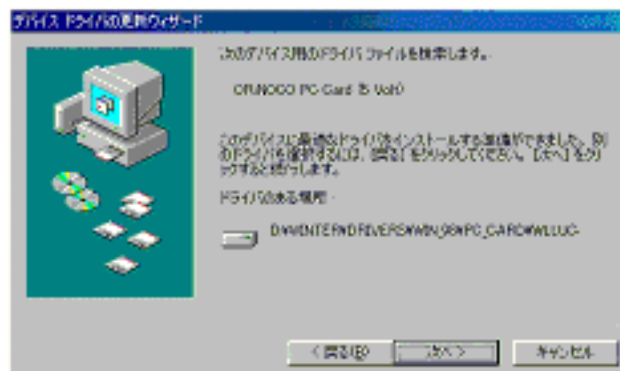 デバイス ドライバの更新ウィザード
次のデバイス用のドライバ ファイルを検索します。
ORiNOCO PC Card (5 Volt)
このデバイスに最適なドライバをインストールする準備ができました。別
のドライバを選択するには、[戻る] をクリックしてください。[次へ] をクリ
ックすると続行します。
ドライバのある場所 :
D:¥WINTER¥DRIVERS¥WIN_98¥PC_CARD¥WLLUC-
< 戻る(B)
次へ >
キャンセル